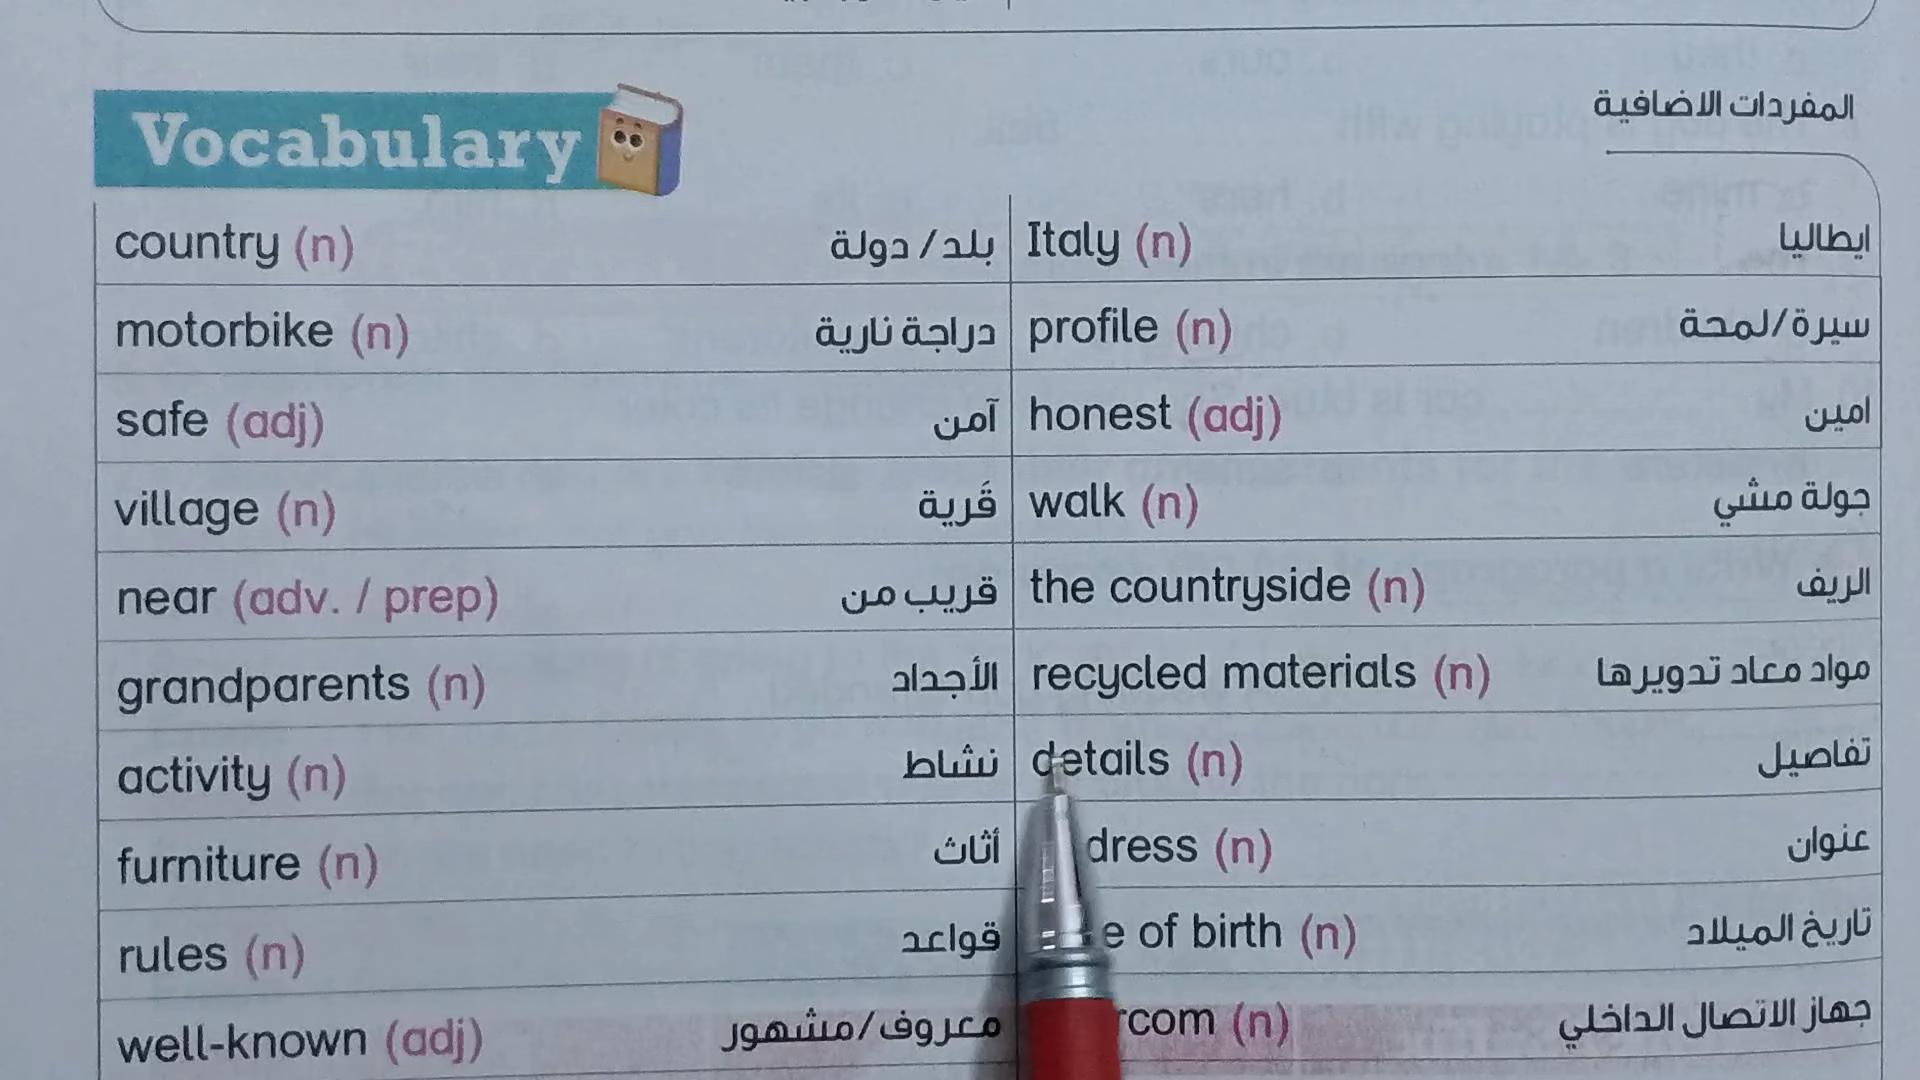 المفردات الاضافية
Vocabulary
country (n) بلد/ دولة
Italy (n) ايطاليا
motorbike (n) دراجة نارية
profile (n) سيرة/لمحة
safe (adj) آمن
honest (adj) امين
village (n) قَرية
walk (n) جولة مشي
near (adv. / prep) قريب من
the countryside (n) الريف
grandparents (n) الأجداد
recycled materials (n) مواد معاد تدويرها
activity (n) نشاط
details (n) تفاصيل
furniture (n) أثاث
dress (n) عنوان
rules (n) قواعد
e of birth (n) تاريخ الميلاد
well-known (adj) معروف/مشهور
rcom (n) جهاز الاتصال الداخلي